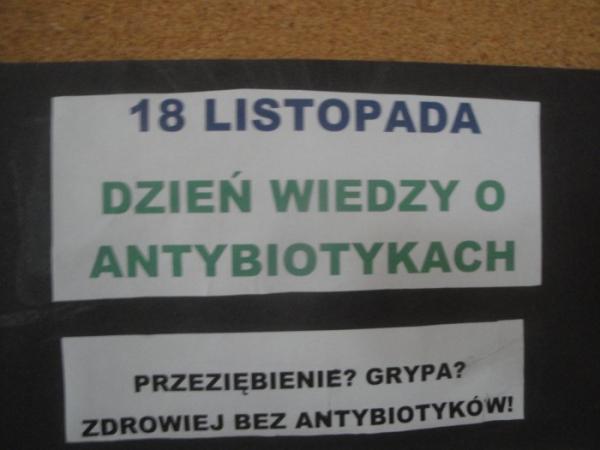 18 LISTOPADA
DZIEŃ WIEDZY O
ANTYBIOTYKACH
PRZEZIĘBIENIE? GRYPA?
ZDROWIEJ BEZ ANTYBIOTYKÓW!